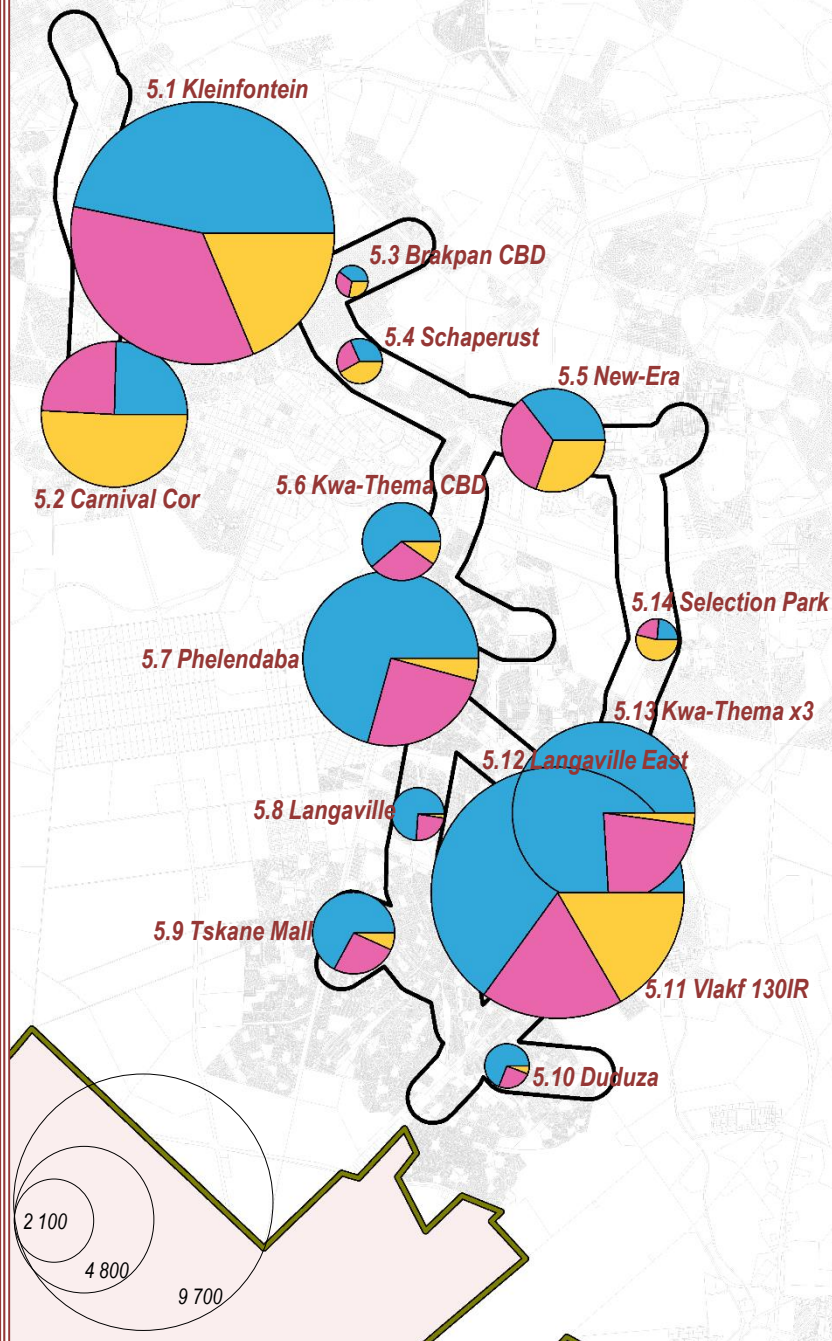 5.1 Kleinfontein
5.3 Brakpan CBD
5.4 Schaperust
5.5 New-Era
5.6 Kwa-Thema CBD
5.2 Carnival Cor
5.14 Selection Park
5.7 Phelendaba
5.13 Kwa-Thema x3
5.12 Langaville East
5.8 Langaville
5.9 Tskane Mall
5.11 Vlakf 130IR
5.10 Duduza
2 100
4 800
9 700